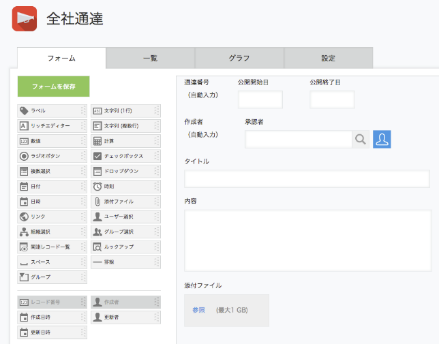 全社通達
フォーム
一覧
グラフ
設定
フォームを保存
ラベル
文字列 (1行)
リッチエディター
文字列 (複数行)
数値
計算
ラジオボタン
チェックボックス
複数選択
ドロップダウン
日付
時刻
日時
添付ファイル
リンク
ユーザー選択
組織選択
グループ選択
関連レコード一覧
ルックアップ
スペース
罫線
グループ
レコード番号
作成者
作成日時
更新者
更新日時
通達番号
公開開始日
公開終了日
(自動入力)
作成者
承認者
(自動入力)
タイトル
内容
添付ファイル
参照
(最大1 GB)